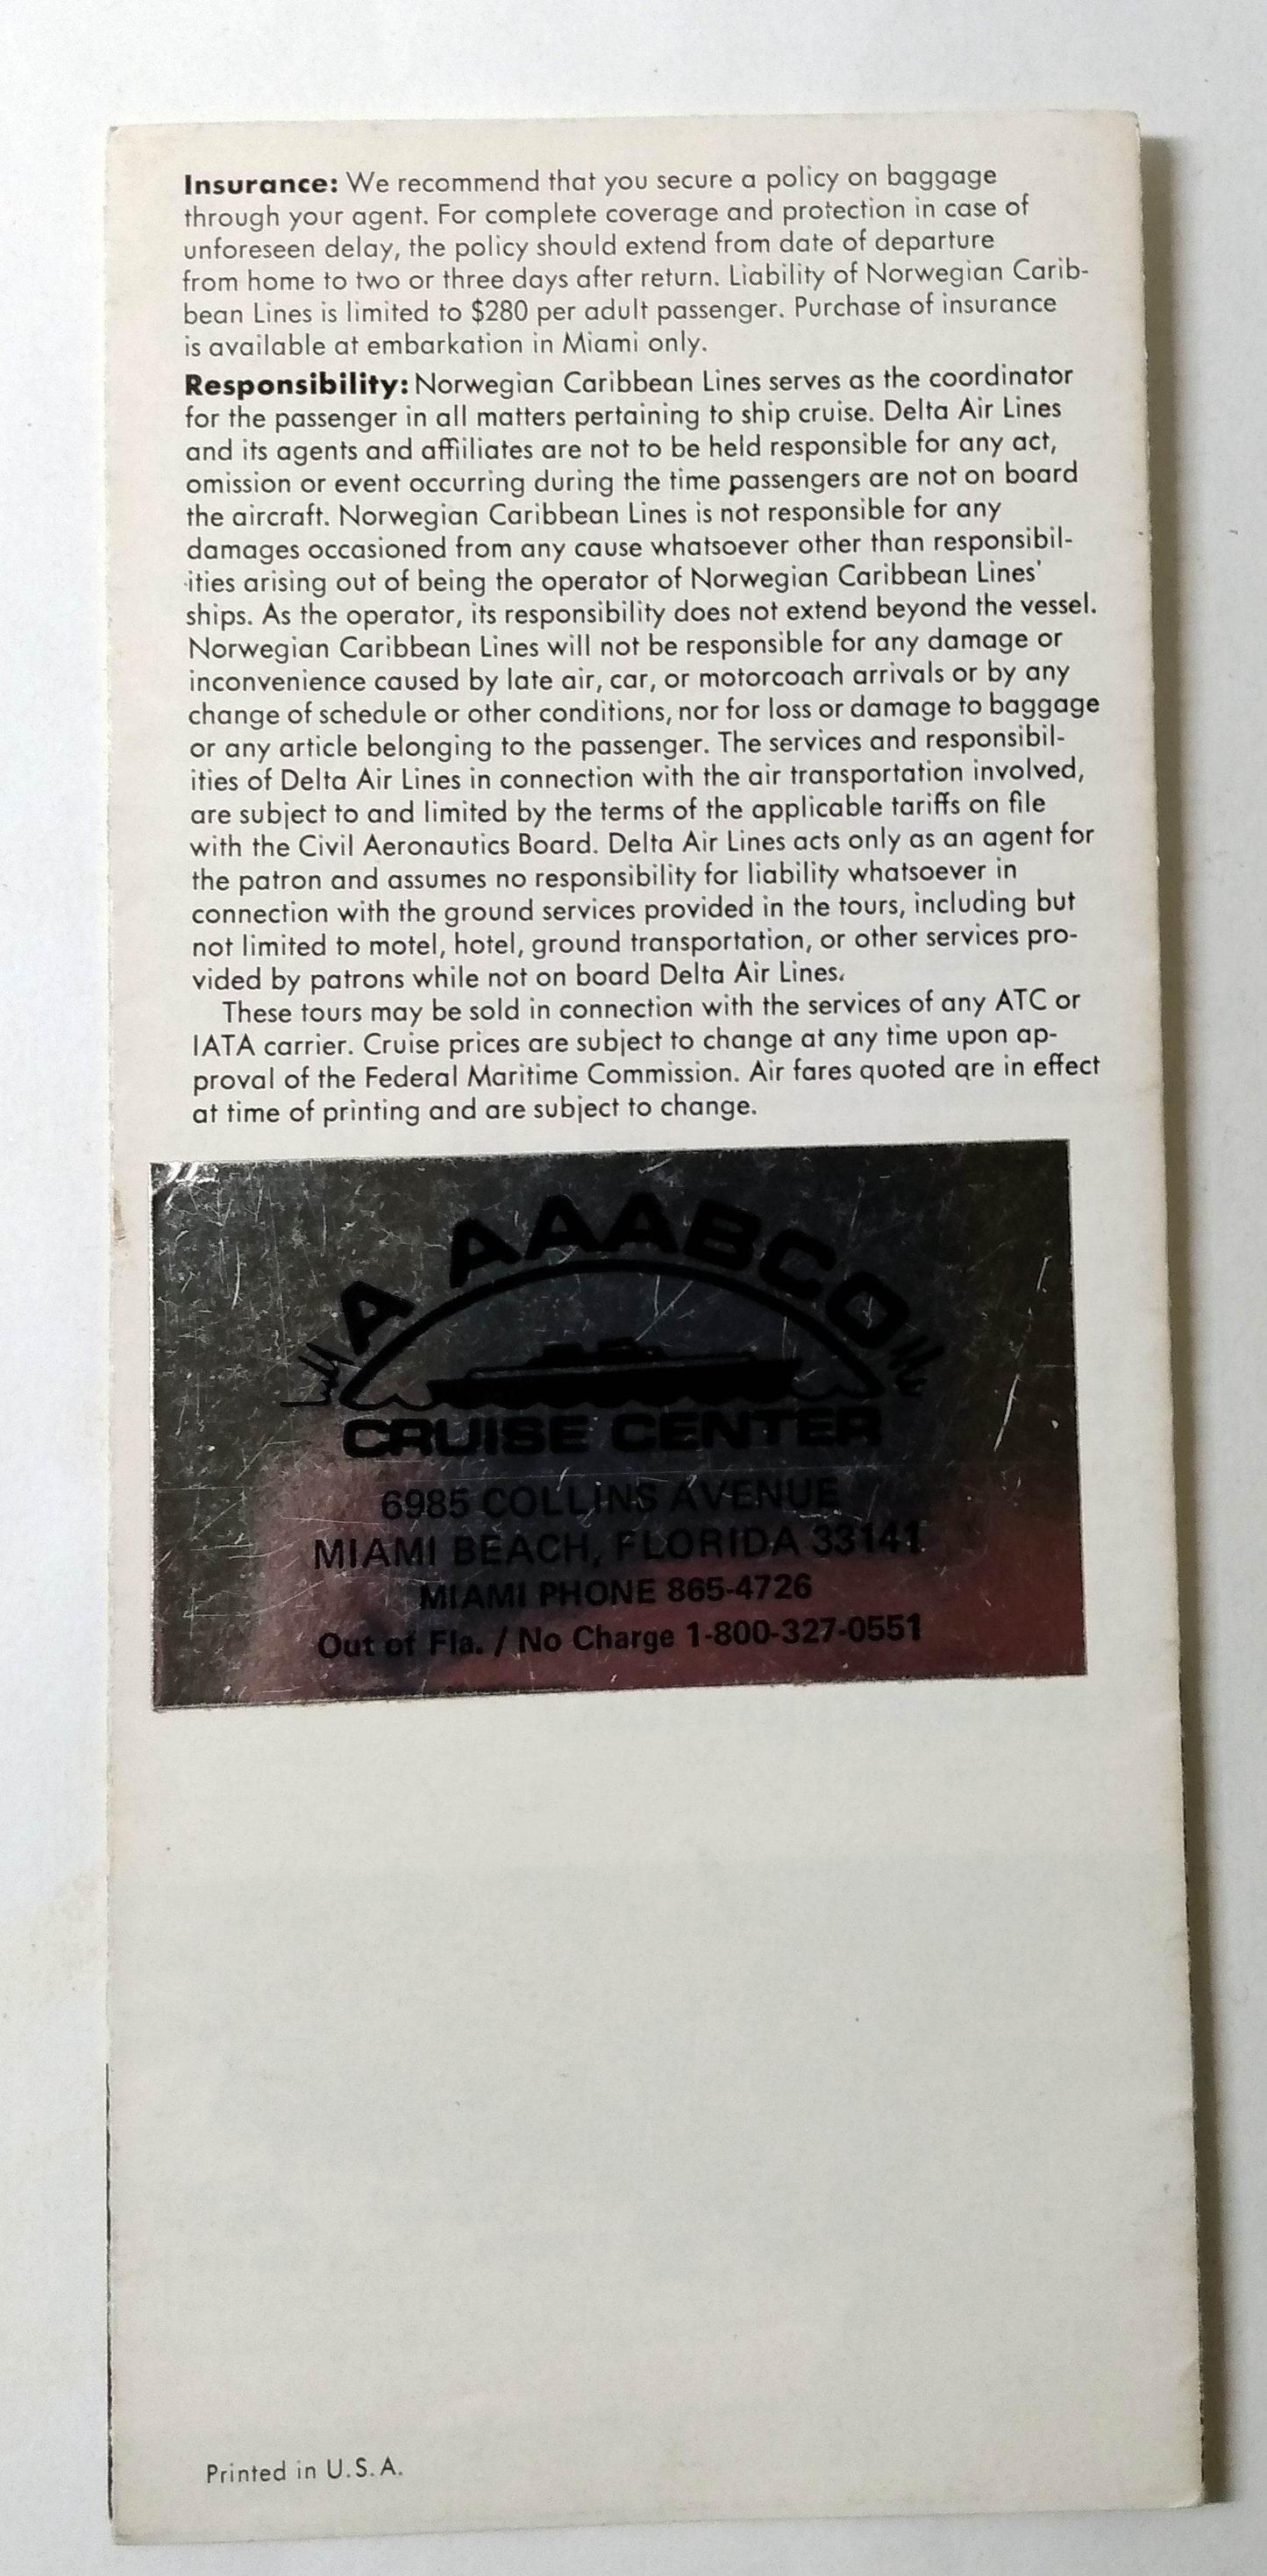 Insurance: We recommend that you secure a policy on baggage
through your agent. For complete coverage and protection in case of
unforeseen delay, the policy should extend from date of departure
from home to two or three days after return. Liability of Norwegian Carib-
bean Lines is limited to $280 per adult passenger. Purchase of insurance
is available at embarkation in Miami only.
Responsibility: Norwegian Caribbean Lines serves as the coordinator
for the passenger in all matters pertaining to ship cruise. Delta Air Lines
and its agents and affiiliates are not to be held responsible for any act,
omission or event occurring during the time passengers are not on board
the aircraft. Norwegian Caribbean Lines is not responsible for any
damages occasioned from any cause whatsoever other than responsibil-
ities arising out of being the operator of Norwegian Caribbean Lines'
ships. As the operator, its responsibility does not extend beyond the vessel.
Norwegian Caribbean Lines will not be responsible for any damage or
inconvenience caused by late air, car, or motorcoach arrivals or by any
change of schedule or other conditions, nor for loss or damage to baggage
or any article belonging to the passenger. The services and responsibil-
ities of Delta Air Lines in connection with the air transportation involved,
are subject to and limited by the terms of the applicable tariffs on file
with the Civil Aeronautics Board. Delta Air Lines acts only as an agent for
the patron and assumes no responsibility for liability whatsoever in
connection with the ground services provided in the tours, including but
not limited to motel, hotel, ground transportation, or other services pro-
vided by patrons while not on board Delta Air Lines.
These tours may be sold in connection with the services of any ATC or
IATA carrier. Cruise prices are subject to change at any time upon ap-
proval of the Federal Maritime Commission. Air fares quoted are in effect
at time of printing and are subject to change.
A AAABCO
CRUISE CENTER
6985 COLLINS AVENUE
MIAMI BEACH, FLORIDA 33141
MIAMI PHONE 865-4726
Out of Fla. / No Charge 1-800-327-0551
Printed in U.S.A.